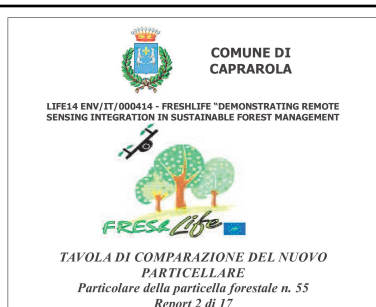 COMUNE DI
CAPRAROLA
LIFE14 ENV/IT/000414 - FRESHLIFE "DEMONSTRATING REMOTE
SENSING INTEGRATION IN SUSTAINABLE FOREST MANAGEMENT
FRESh Life
TAVOLA DI COMPARAZIONE DEL NUOVO
PARTICELLARE
Particolare della particella forestale n. 55
Report 2 di 17